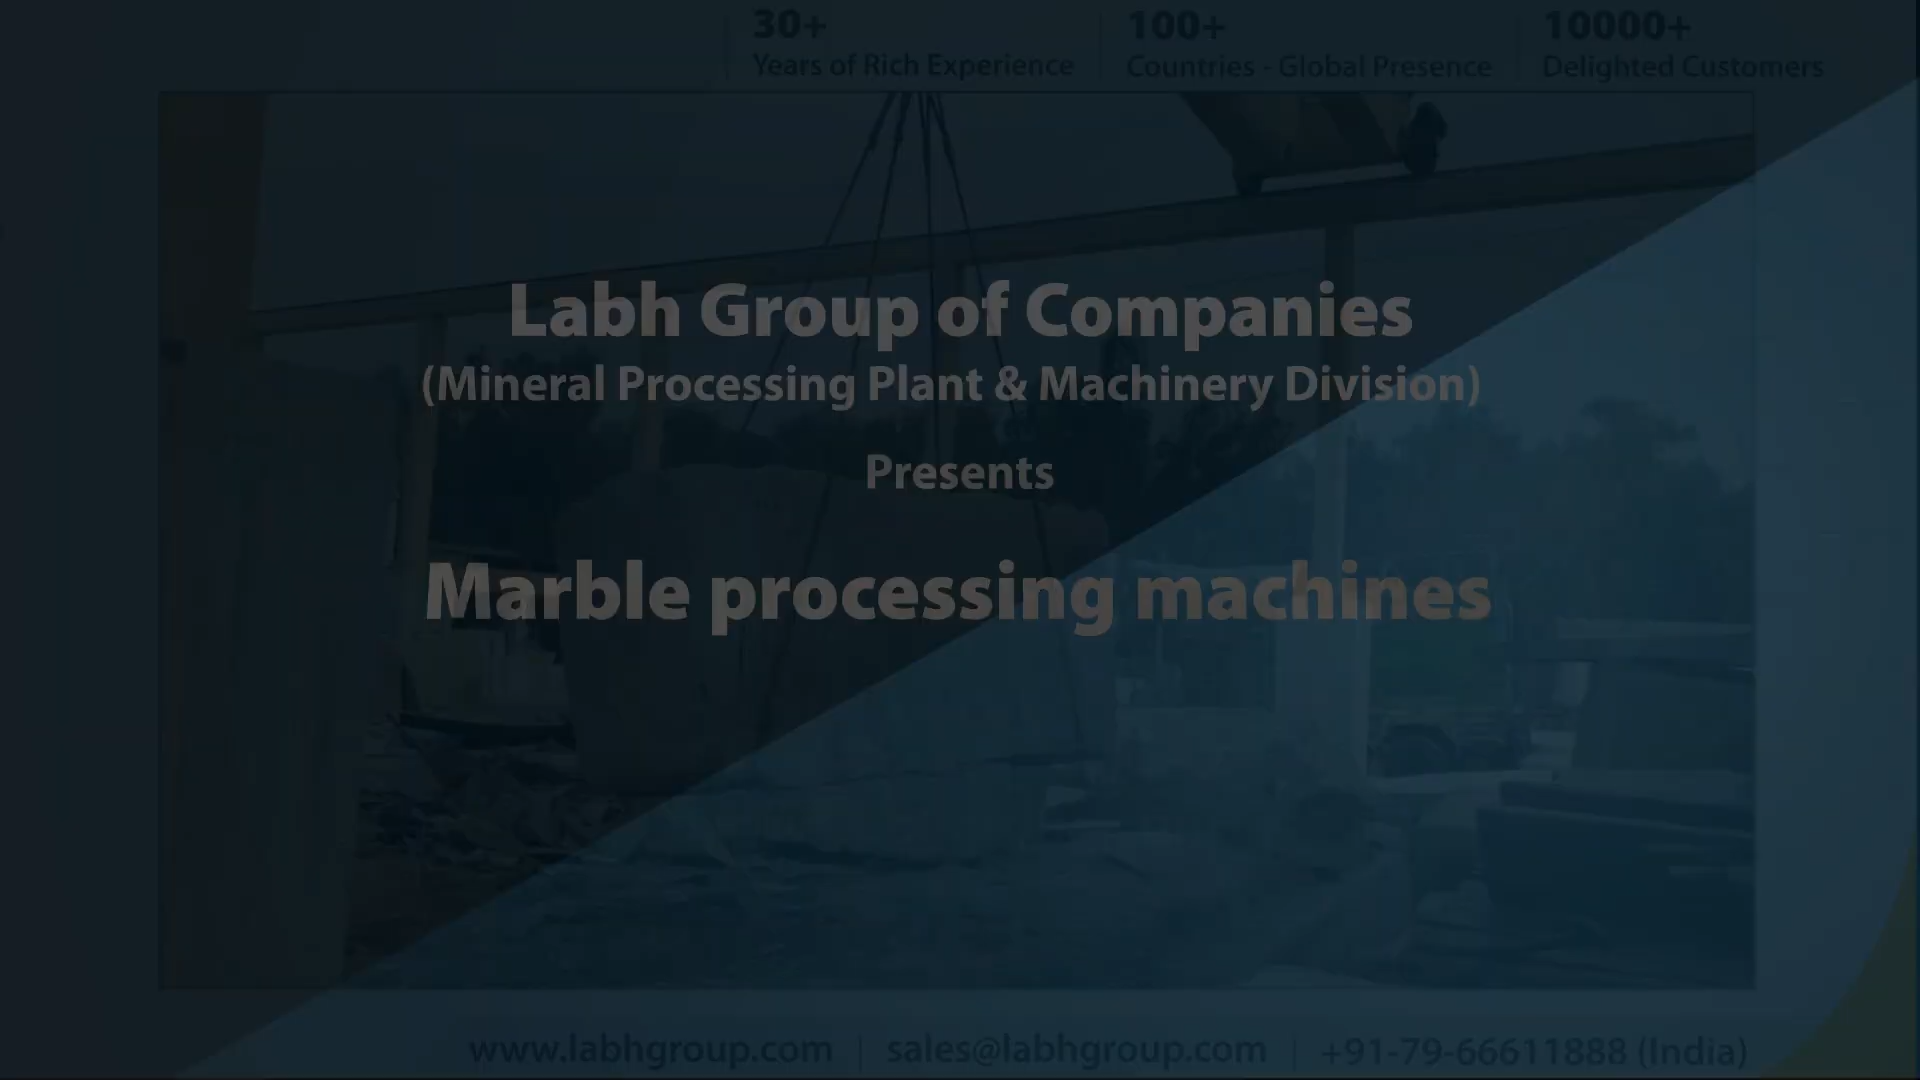 30+
Years of Rich Experience
100+
Countries - Global Presence
10000+
Delighted Customers
Labh Group of Companies
(Mineral Processing Plant & Machinery Division)
Presents
Marble processing machines
www.labhgroup.com | sales@labhgroup.com | +91-79-66611888 (India)